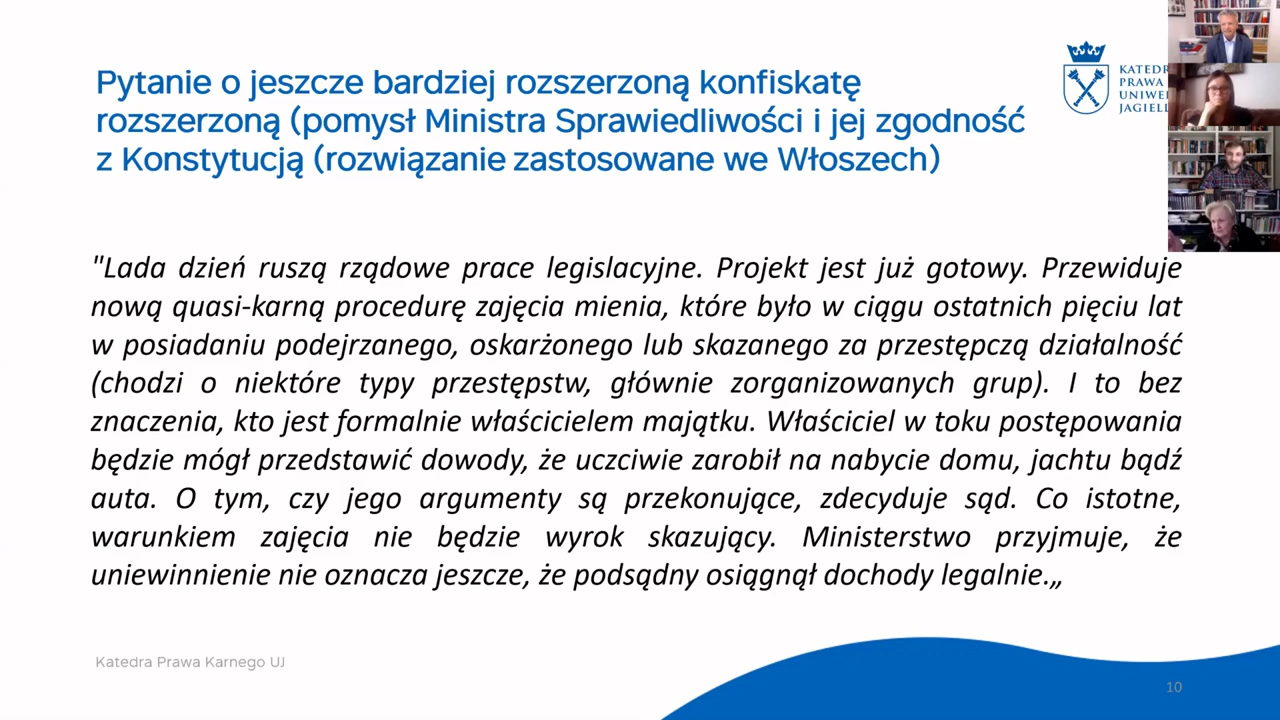 Pytanie o jeszcze bardziej rozszerzoną konfiskatę
rozszerzoną (pomysł Ministra Sprawiedliwości i jej zgodność
z Konstytucją (rozwiązanie zastosowane we Włoszech)
KATEDR
PRAWA
UNIWE
JAGIELL
"Lada dzień ruszą rządowe prace legislacyjne. Projekt jest już gotowy. Przewiduje
nową quasi-karną procedurę zajęcia mienia, które było w ciągu ostatnich pięciu lat
w posiadaniu podejrzanego, oskarżonego lub skazanego za przestępczą działalność
(chodzi o niektóre typy przestępstw, głównie zorganizowanych grup). I to bez
znaczenia, kto jest formalnie właścicielem majątku. Właściciel w toku postępowania
będzie mógł przedstawić dowody, że uczciwie zarobił na nabycie domu, jachtu bądź
auta. O tym, czy jego argumenty są przekonujące, zdecyduje sąd. Co istotne,
warunkiem zajęcia nie będzie wyrok skazujący. Ministerstwo przyjmuje, że
uniewinnienie nie oznacza jeszcze, że podsądny osiągnął dochody legalnie.„
Katedra Prawa Karnego UJ
10